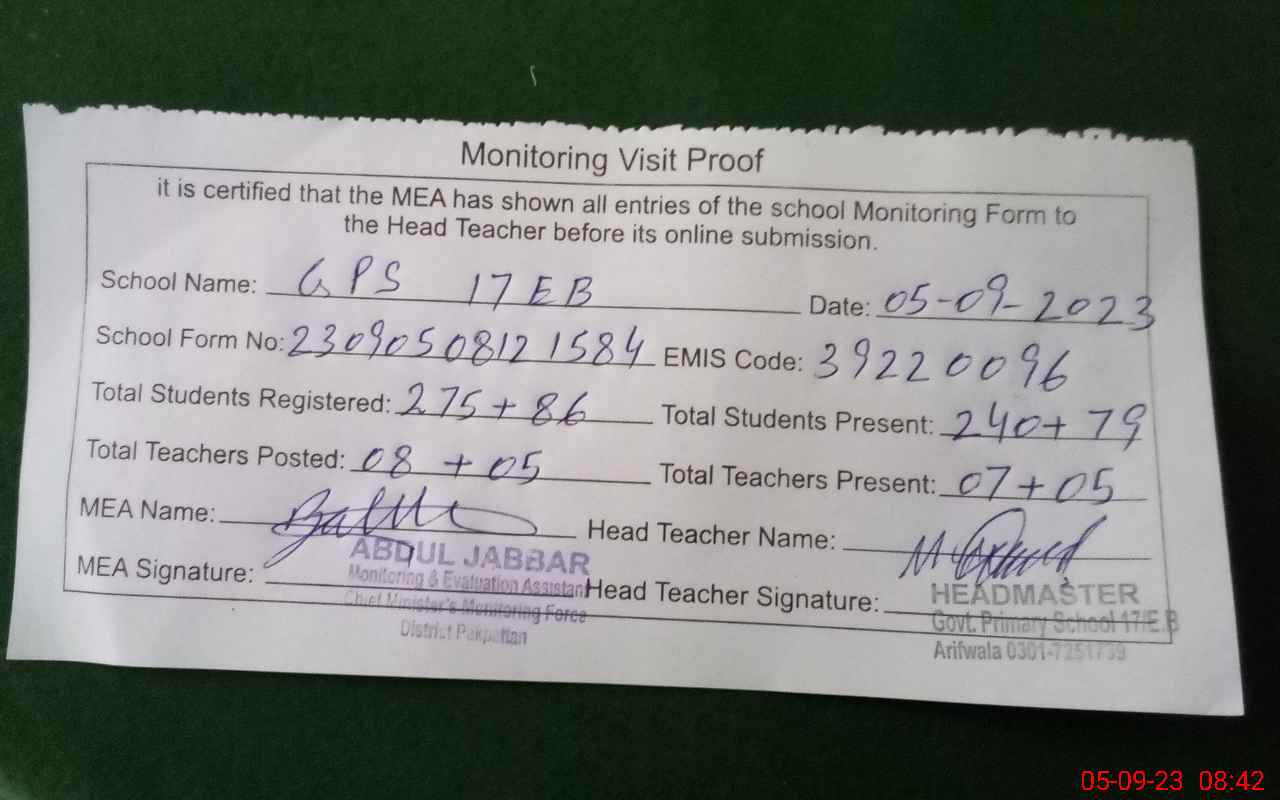 Monitoring Visit Proof
it is certified that the MEA has shown all entries of the school Monitoring Form to
the Head Teacher before its online submission.
School Name: GPS 17 EB Date: 05-09-2023
School Form No: 23090508121584 EMIS Code: 39220096
Total Students Registered: 275+86 Total Students Present: 240+79
Total Teachers Posted: 08 + 05 Total Teachers Present: 07+05
MEA Name: Head Teacher Name:
ABDUL JABBAR
MEA Signature: Monitoring & Evaluation Assistant Head Teacher Signature: HEADMASTER
Chief Minister's Monitoring Force Govt. Primary School 17/E.B
District Pakpattan Arifwala 0301-7251739
05-09-23 08:42